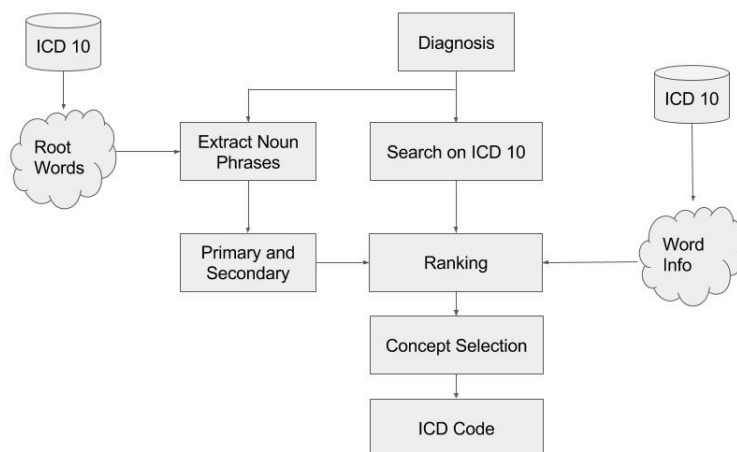 ICD 10
Diagnosis
ICD 10
Root
Words
Extract Noun
Phrases
Search on ICD 10
Primary and
Secondary
Ranking
Word
Info
Concept Selection
ICD Code